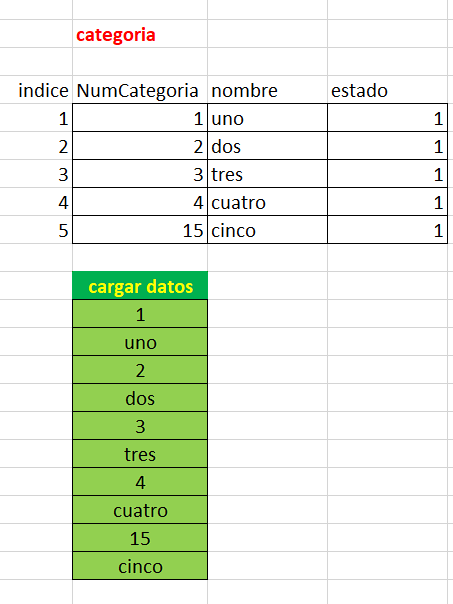 categoria
indice NumCategoria nombre estado
1 1 uno 1
2 2 dos 1
3 3 tres 1
4 4 cuatro 1
5 15 cinco 1
cargar datos
1
uno
2
dos
3
tres
4
cuatro
15
cinco